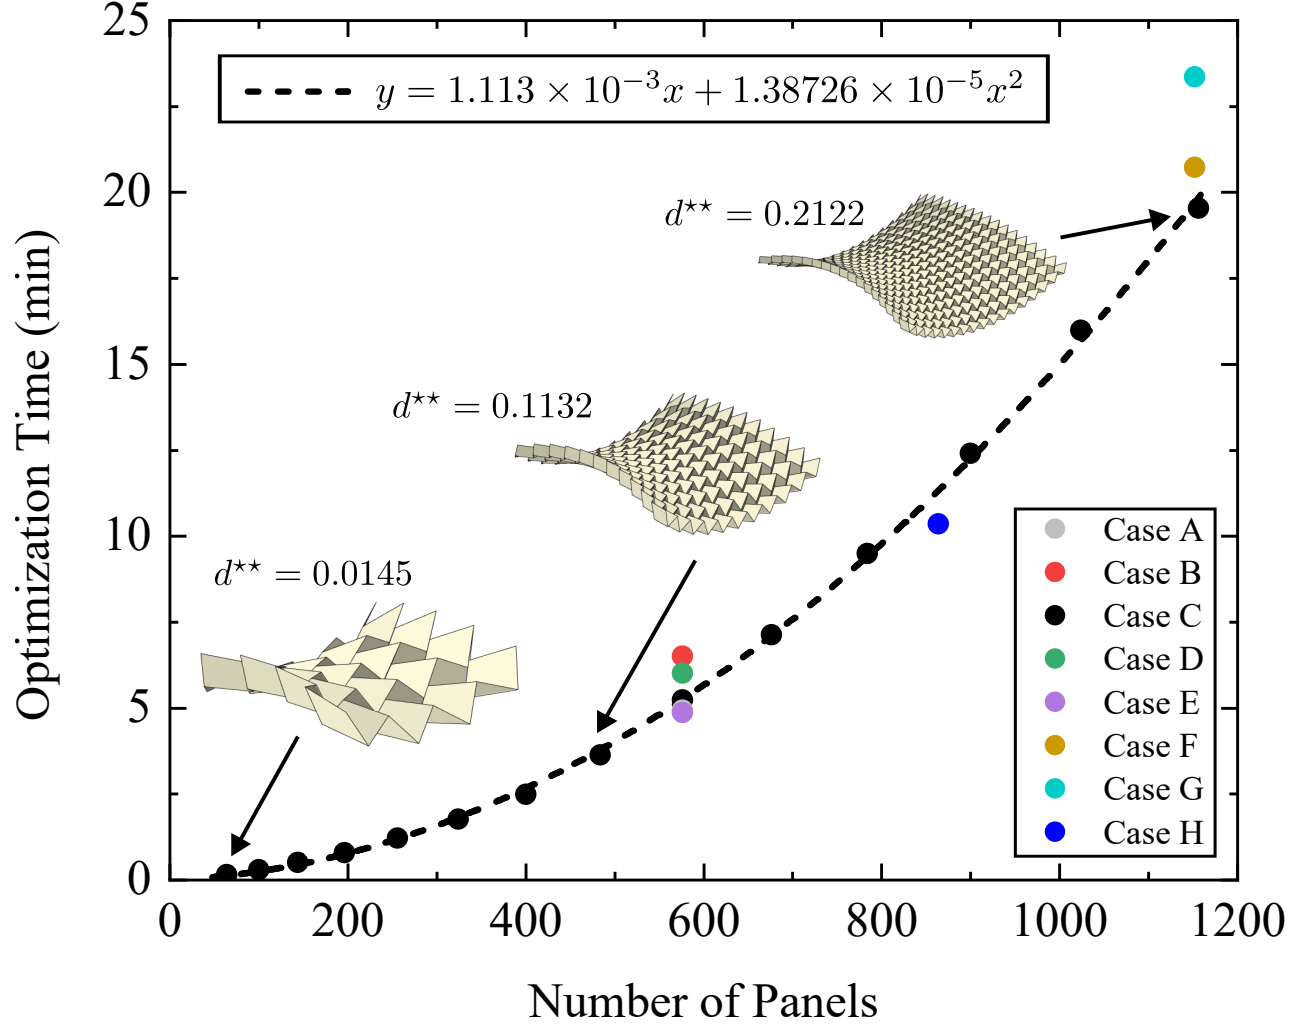 25
20
15
10
5
0
Optimization Time (min)
y = 1.113 × 10⁻³x + 1.38726 × 10⁻⁵x²
d⋆⋆ = 0.2122
d⋆⋆ = 0.1132
d⋆⋆ = 0.0145
Case A
Case B
Case C
Case D
Case E
Case F
Case G
Case H
0 200 400 600 800 1000 1200
Number of Panels